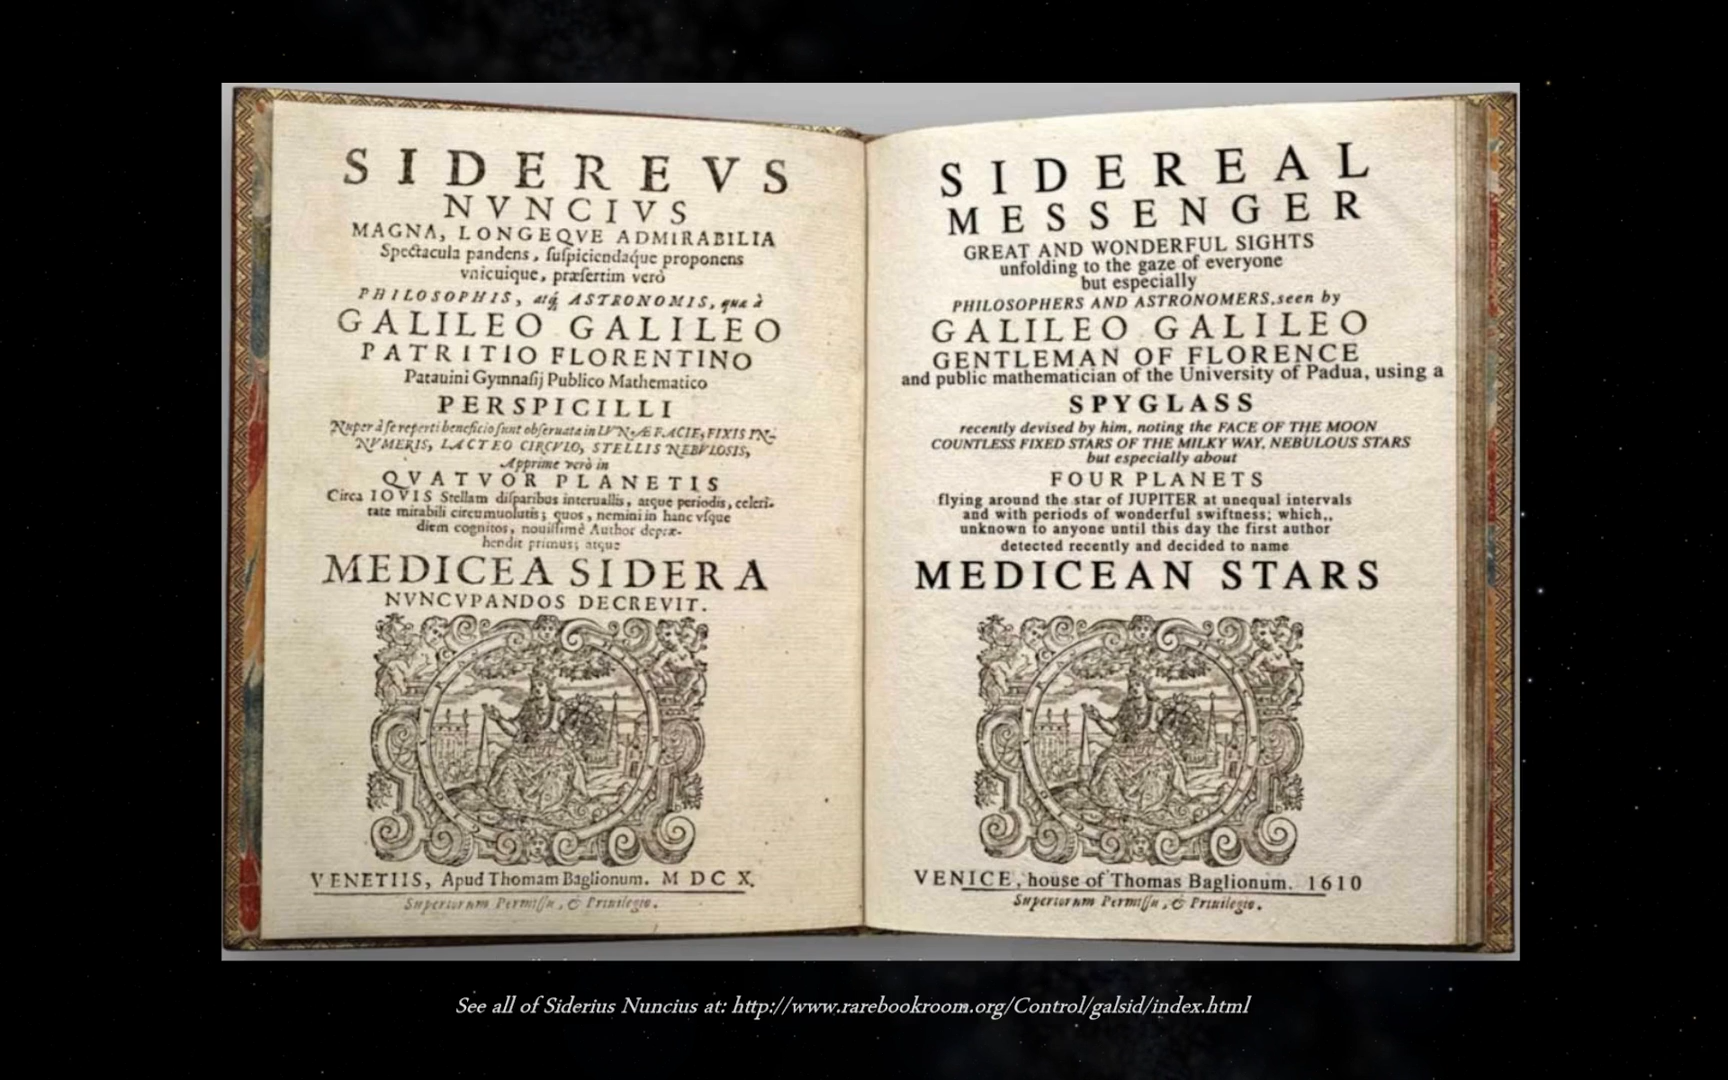 SIDEREVS
NVNCIVS
MAGNA, LONGEQVE ADMIRABILIA
Spectacula pandens, ſuſpiciendaque proponens
vnicuique, præſertim verò
PHILOSOPHIS, atq́ ASTRONOMIS, quæ à
GALILEO GALILEO
PATRITIO FLORENTINO
Patauini Gymnaſij Publico Mathematico
PERSPICILLI
Nuper à ſe reperti beneficio ſunt obſeruata in LVNÆ FACIE, FIXIS IN-
NVMERIS, LACTEO CIRCVLO, STELLIS NEBVLOSIS,
Apprime verò in
QVATVOR PLANETIS
Circa IOVIS Stellam diſparibus interuallis, atque periodis, celeri-
tate mirabili circumuolutis; quos, nemini in hanc vſque
diem cognitos, nouiſſimè Author depræ-
hendit primus; atque
MEDICEA SIDERA
NVNCVPANDOS DECREVIT.
VENETIIS, Apud Thomam Baglionum. M DC X.
Superiorum Permiſſu, & Priuilegio.
SIDEREAL
MESSENGER
GREAT AND WONDERFUL SIGHTS
unfolding to the gaze of everyone
but especially
PHILOSOPHERS AND ASTRONOMERS,seen by
GALILEO GALILEO
GENTLEMAN OF FLORENCE
and public mathematician of the University of Padua, using a
SPYGLASS
recently devised by him, noting the FACE OF THE MOON
COUNTLESS FIXED STARS OF THE MILKY WAY, NEBULOUS STARS
but especially about
FOUR PLANETS
flying around the star of JUPITER at unequal intervals
and with periods of wonderful swiftness; which,,
unknown to anyone until this day the first author
detected recently and decided to name
MEDICEAN STARS
VENICE, house of Thomas Baglionum. 1610
Superiorum Permiſſu, & Priuilegio.
See all of Siderius Nuncius at: http://www.rarebookroom.org/Control/galsid/index.html